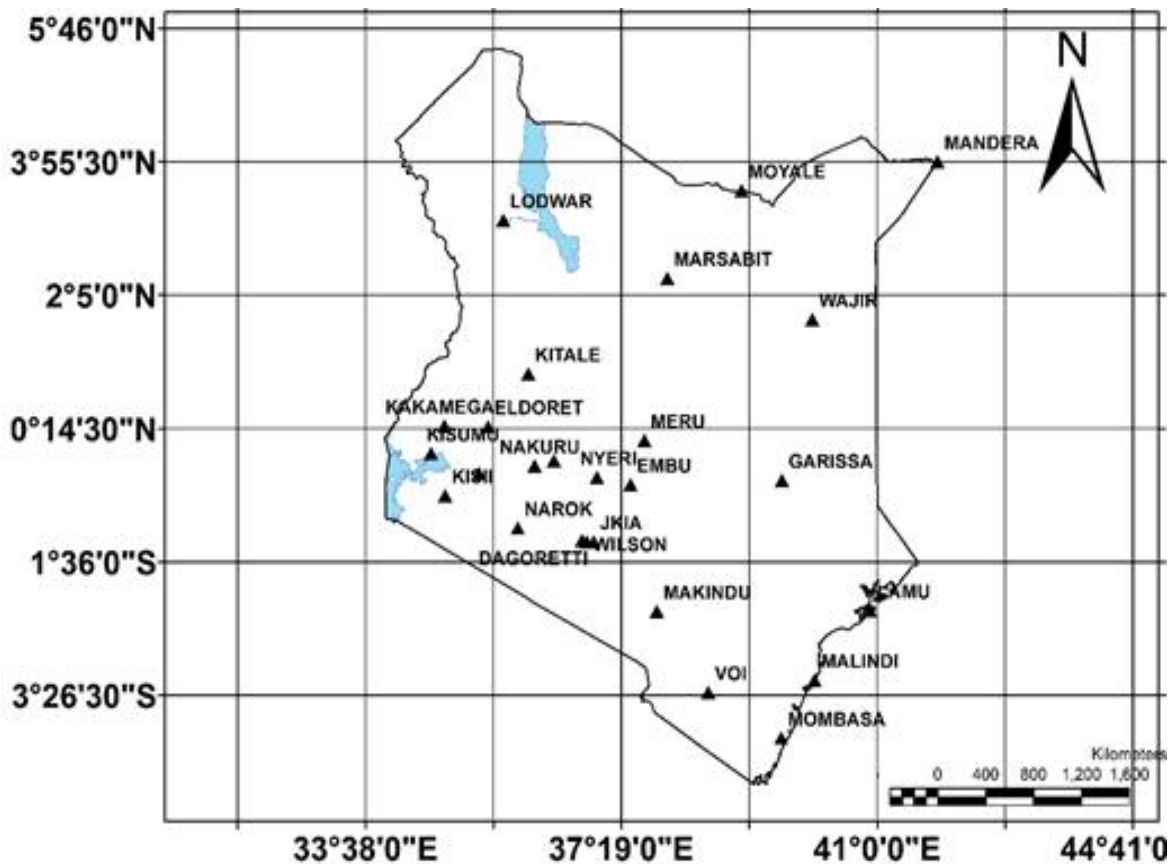 5°46'0"N
N
3°55'30"N
MANDERA
MOYALE
LODWAR
MARSABIT
2°5'0"N
WAJIR
KITALE
KAKAMEGA
ELDORET
0°14'30"N
MERU
KISUMU
NAKURU
NYERI
EMBU
GARISSA
KISII
NAROK
JKIA
WILSON
DAGORETTI
1°36'0"S
MAKINDU
LAMU
MALINDI
VOI
3°26'30"S
MOMBASA
Kilometers
0 400 800 1,200 1,600
33°38'0"E 37°19'0"E 41°0'0"E